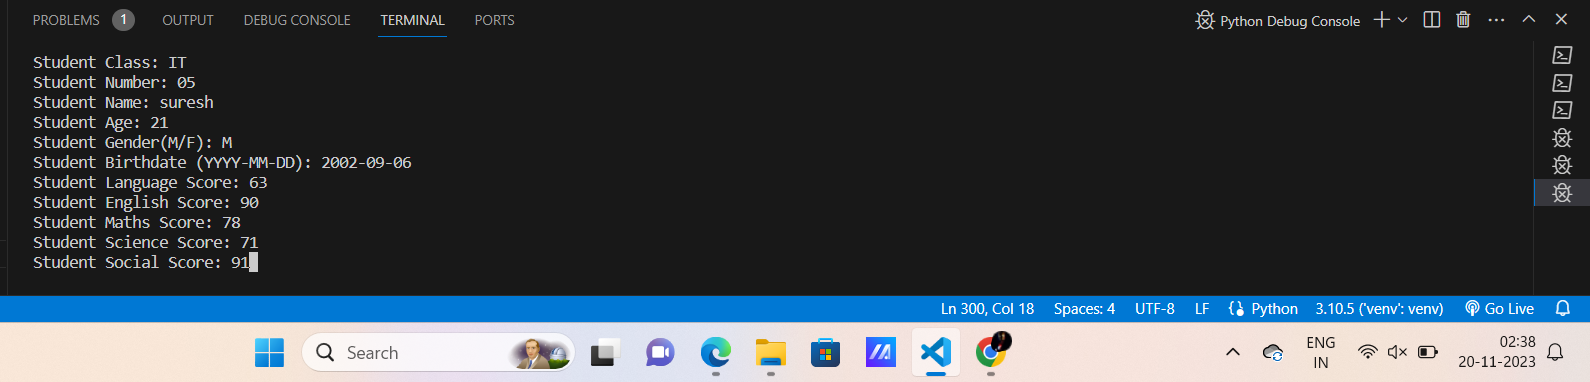 PROBLEMS 1 OUTPUT DEBUG CONSOLE TERMINAL PORTS Python Debug Console
Student Class: IT
Student Number: 05
Student Name: suresh
Student Age: 21
Student Gender(M/F): M
Student Birthdate (YYYY-MM-DD): 2002-09-06
Student Language Score: 63
Student English Score: 90
Student Maths Score: 78
Student Science Score: 71
Student Social Score: 91
Ln 300, Col 18 Spaces: 4 UTF-8 LF Python 3.10.5 ('venv': venv) Go Live
Search ENG 02:38
IN 20-11-2023